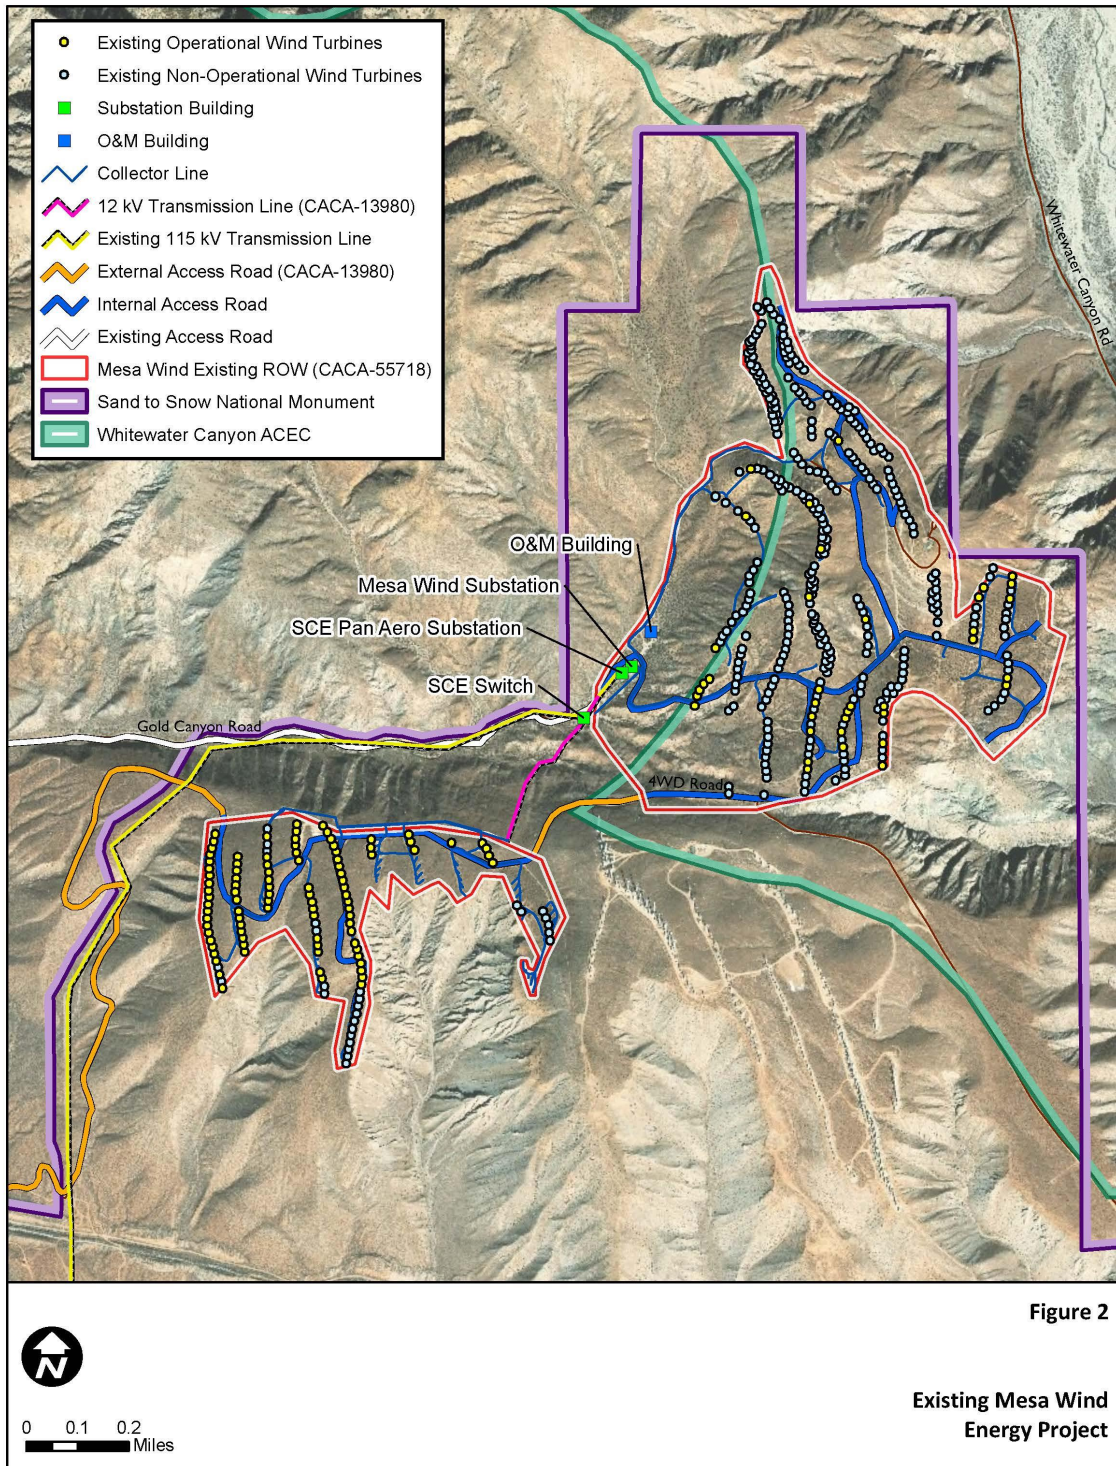 Existing Operational Wind Turbines
Existing Non-Operational Wind Turbines
Substation Building
O&M Building
Collector Line
12 kV Transmission Line (CACA-13980)
Existing 115 kV Transmission Line
External Access Road (CACA-13980)
Internal Access Road
Existing Access Road
Mesa Wind Existing ROW (CACA-55718)
Sand to Snow National Monument
Whitewater Canyon ACEC
Whitewater Canyon Rd
O&M Building
Mesa Wind Substation
SCE Pan Aero Substation
SCE Switch
Gold Canyon Road
4WD Road
Figure 2
N
Existing Mesa Wind
Energy Project
0 0.1 0.2
Miles